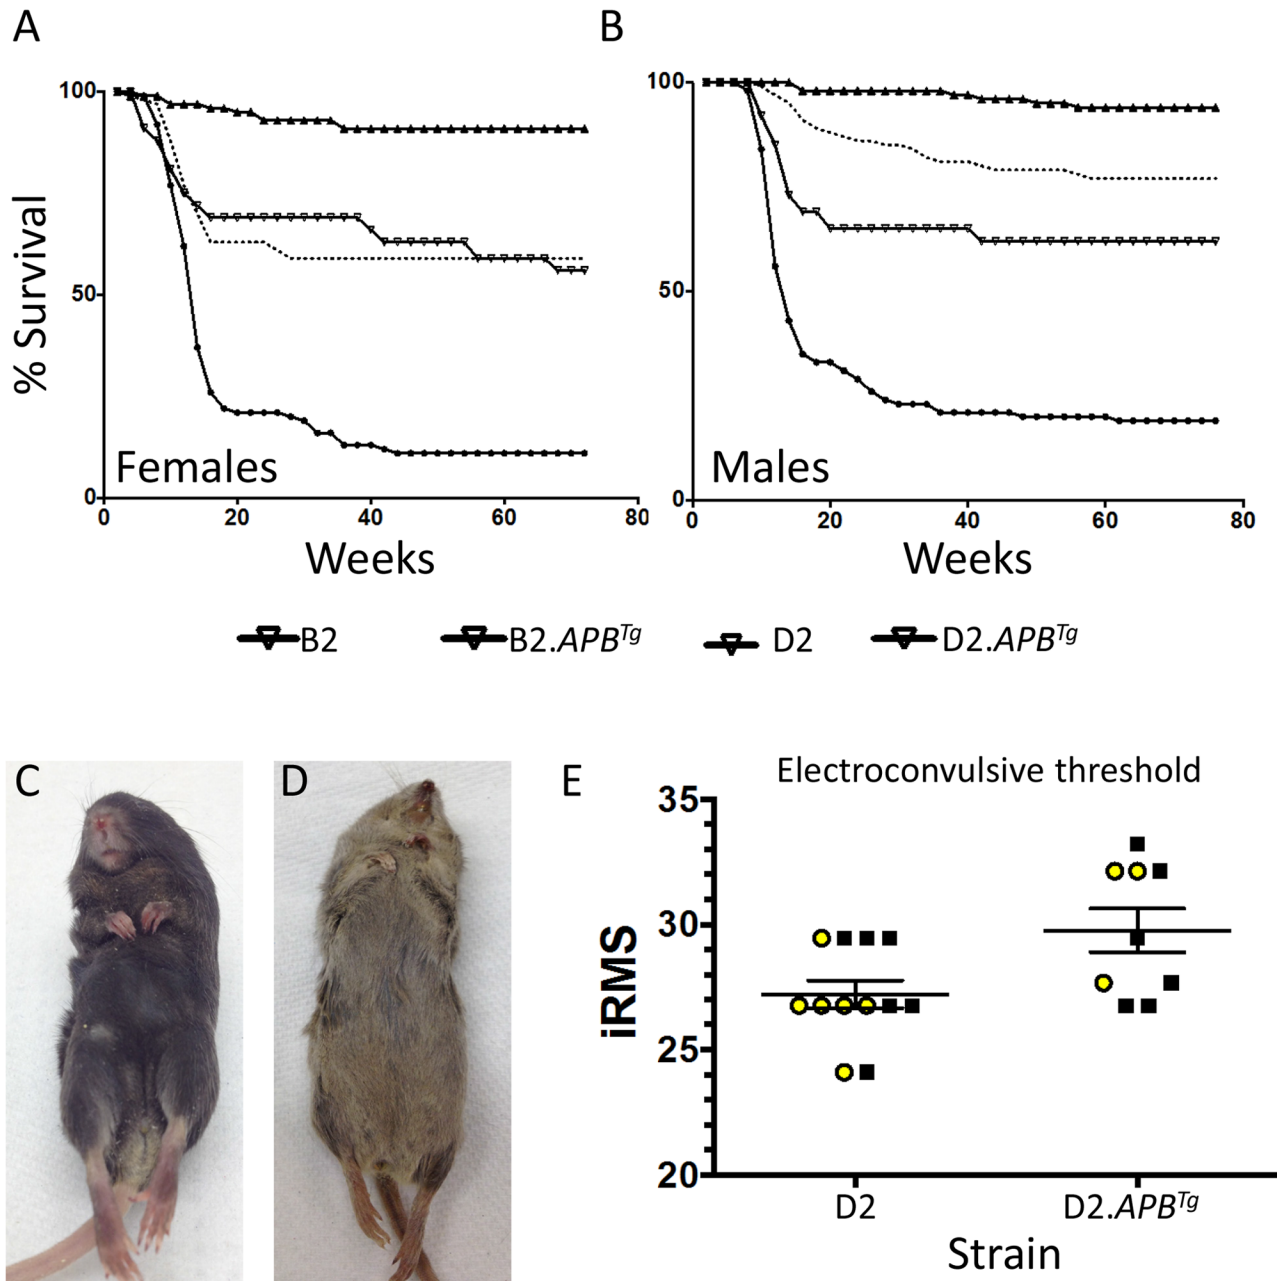 A
B
% Survival
100
50
0
0 20 40 60 80
Females
Weeks
100
50
0
0 20 40 60 80
Males
Weeks
B2 B2.APBTg D2 D2.APBTg
C
D
E
Electroconvulsive threshold
iRMS
35
30
25
20
D2 D2.APBTg
Strain